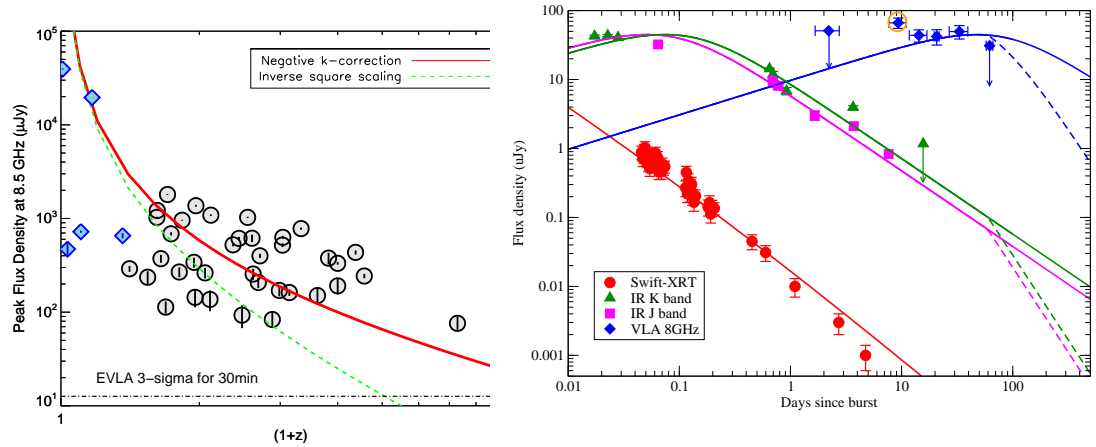 Peak Flux Density at 8.5 GHz (μJy)
10^5
10^4
10^3
10^2
10^1
Negative k-correction
Inverse square scaling
EVLA 3-sigma for 30min
1
(1+z)
Flux density (uJy)
100
10
1
0.1
0.01
0.001
Swift-XRT
IR K band
IR J band
VLA 8GHz
0.01
0.1
1
10
100
Days since burst